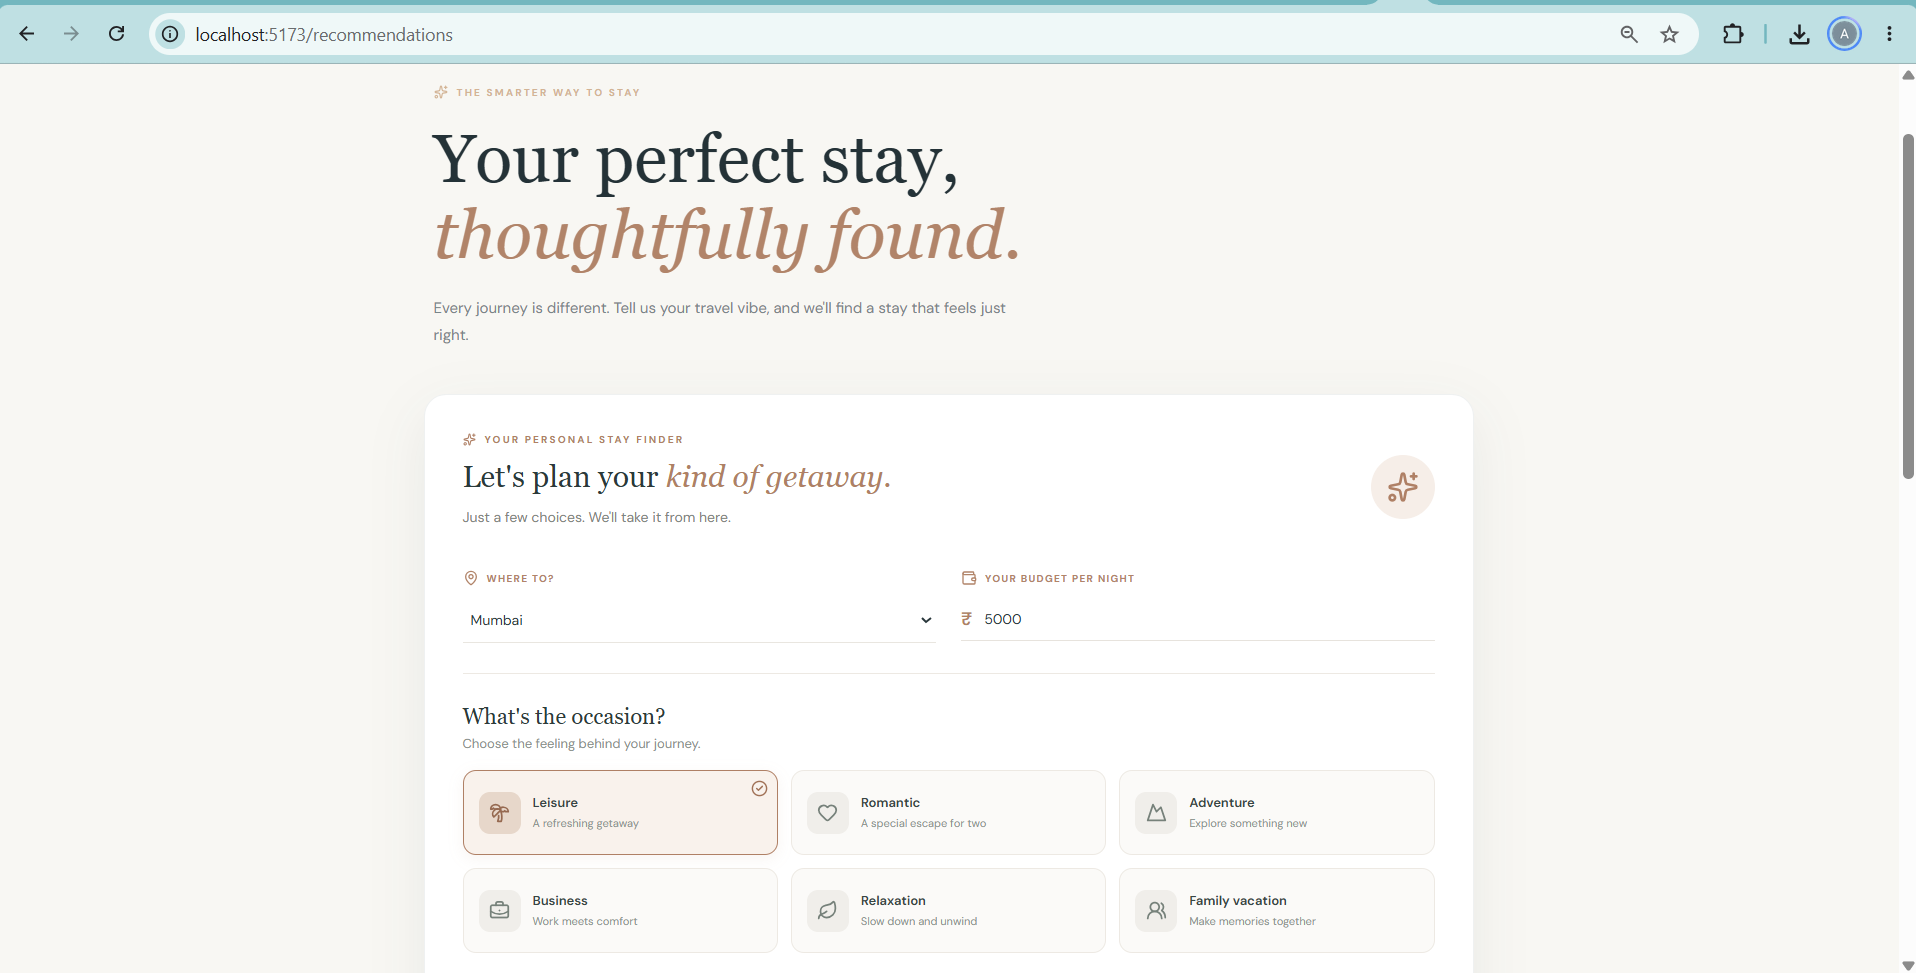 localhost:5173/recommendations
A
THE SMARTER WAY TO STAY
Your perfect stay,
thoughtfully found.
Every journey is different. Tell us your travel vibe, and we'll find a stay that feels just
right.
YOUR PERSONAL STAY FINDER
Let's plan your kind of getaway.
Just a few choices. We'll take it from here.
WHERE TO?
YOUR BUDGET PER NIGHT
Mumbai
₹ 5000
What's the occasion?
Choose the feeling behind your journey.
Leisure
A refreshing getaway
Romantic
A special escape for two
Adventure
Explore something new
Business
Work meets comfort
Relaxation
Slow down and unwind
Family vacation
Make memories together